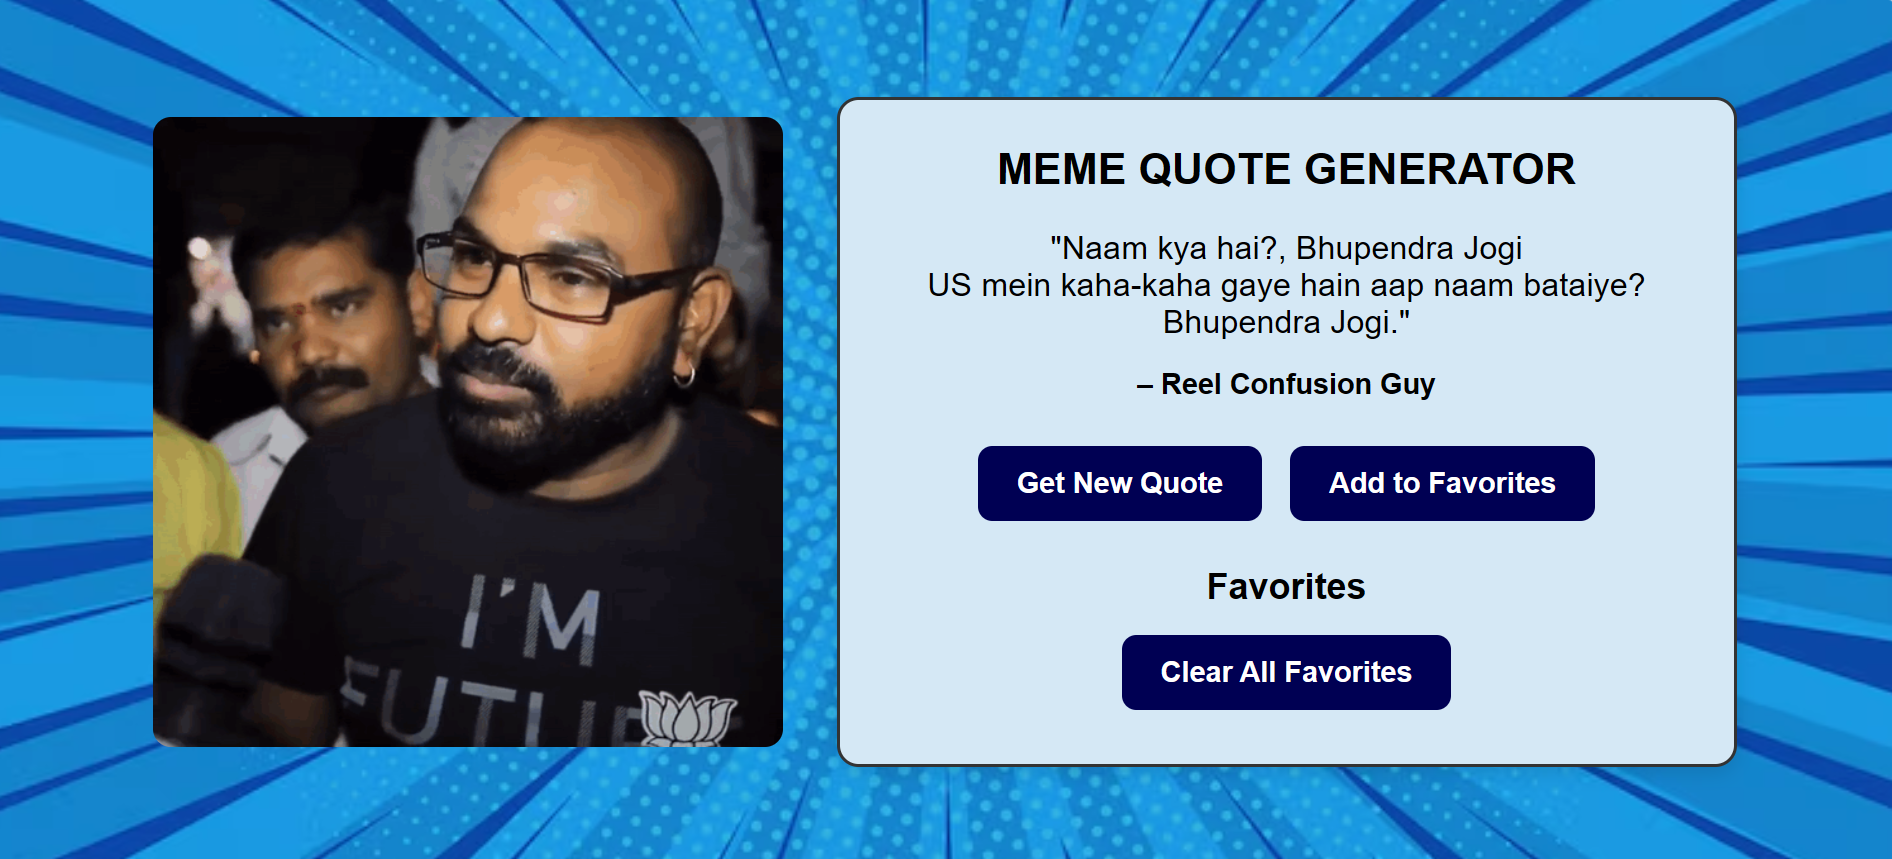 I'M
FUTURE
MEME QUOTE GENERATOR
"Naam kya hai?, Bhupendra Jogi
US mein kaha-kaha gaye hain aap naam bataiye?
Bhupendra Jogi."
– Reel Confusion Guy
Get New Quote
Add to Favorites
Favorites
Clear All Favorites